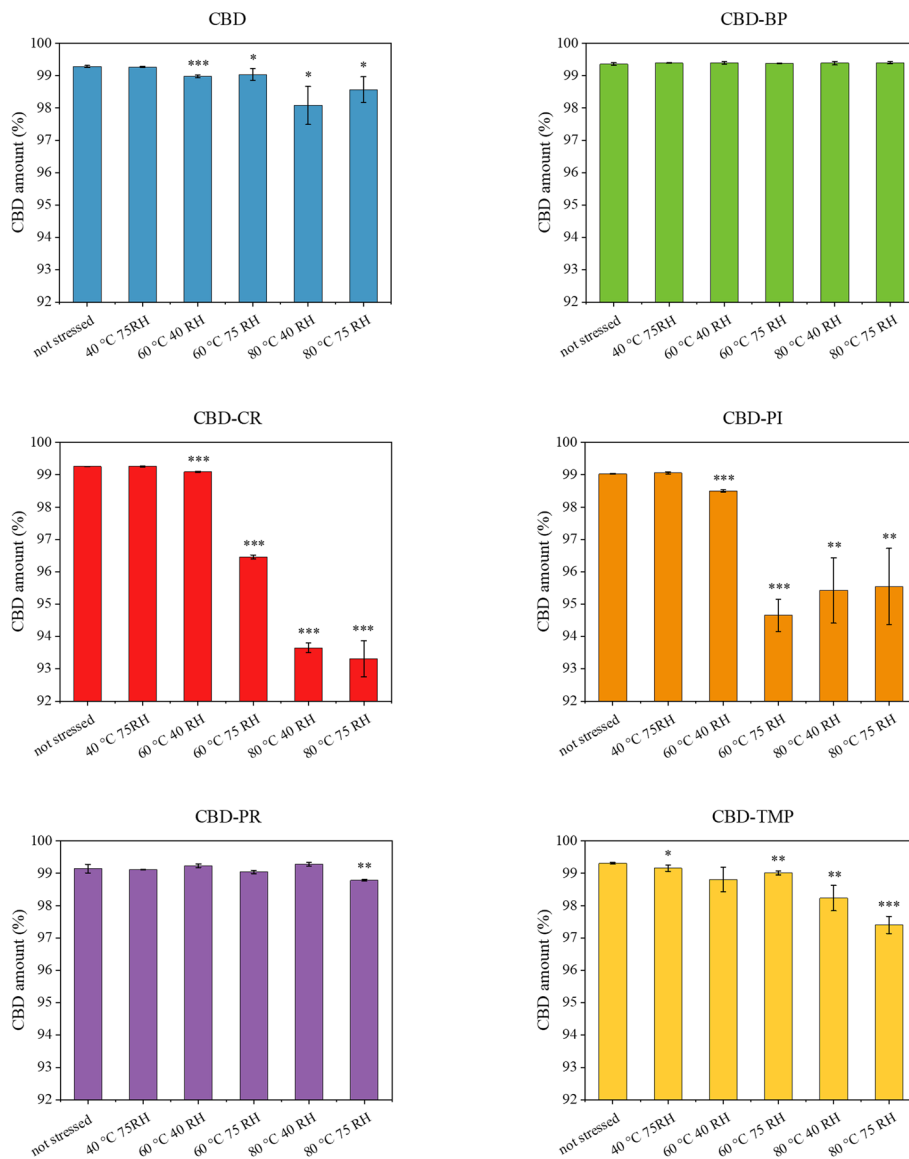 CBD
CBD amount (%)
100
99
98
97
96
95
94
93
92
***
*
*
*
not stressed
40 °C 75RH
60 °C 40 RH
60 °C 75 RH
80 °C 40 RH
80 °C 75 RH
CBD-BP
CBD amount (%)
100
99
98
97
96
95
94
93
92
not stressed
40 °C 75RH
60 °C 40 RH
60 °C 75 RH
80 °C 40 RH
80 °C 75 RH
CBD-CR
CBD amount (%)
100
99
98
97
96
95
94
93
92
***
***
***
***
not stressed
40 °C 75RH
60 °C 40 RH
60 °C 75 RH
80 °C 40 RH
80 °C 75 RH
CBD-PI
CBD amount (%)
100
99
98
97
96
95
94
93
92
***
***
**
**
not stressed
40 °C 75RH
60 °C 40 RH
60 °C 75 RH
80 °C 40 RH
80 °C 75 RH
CBD-PR
CBD amount (%)
100
99
98
97
96
95
94
93
92
**
not stressed
40 °C 75RH
60 °C 40 RH
60 °C 75 RH
80 °C 40 RH
80 °C 75 RH
CBD-TMP
CBD amount (%)
100
99
98
97
96
95
94
93
92
*
**
**
***
not stressed
40 °C 75RH
60 °C 40 RH
60 °C 75 RH
80 °C 40 RH
80 °C 75 RH